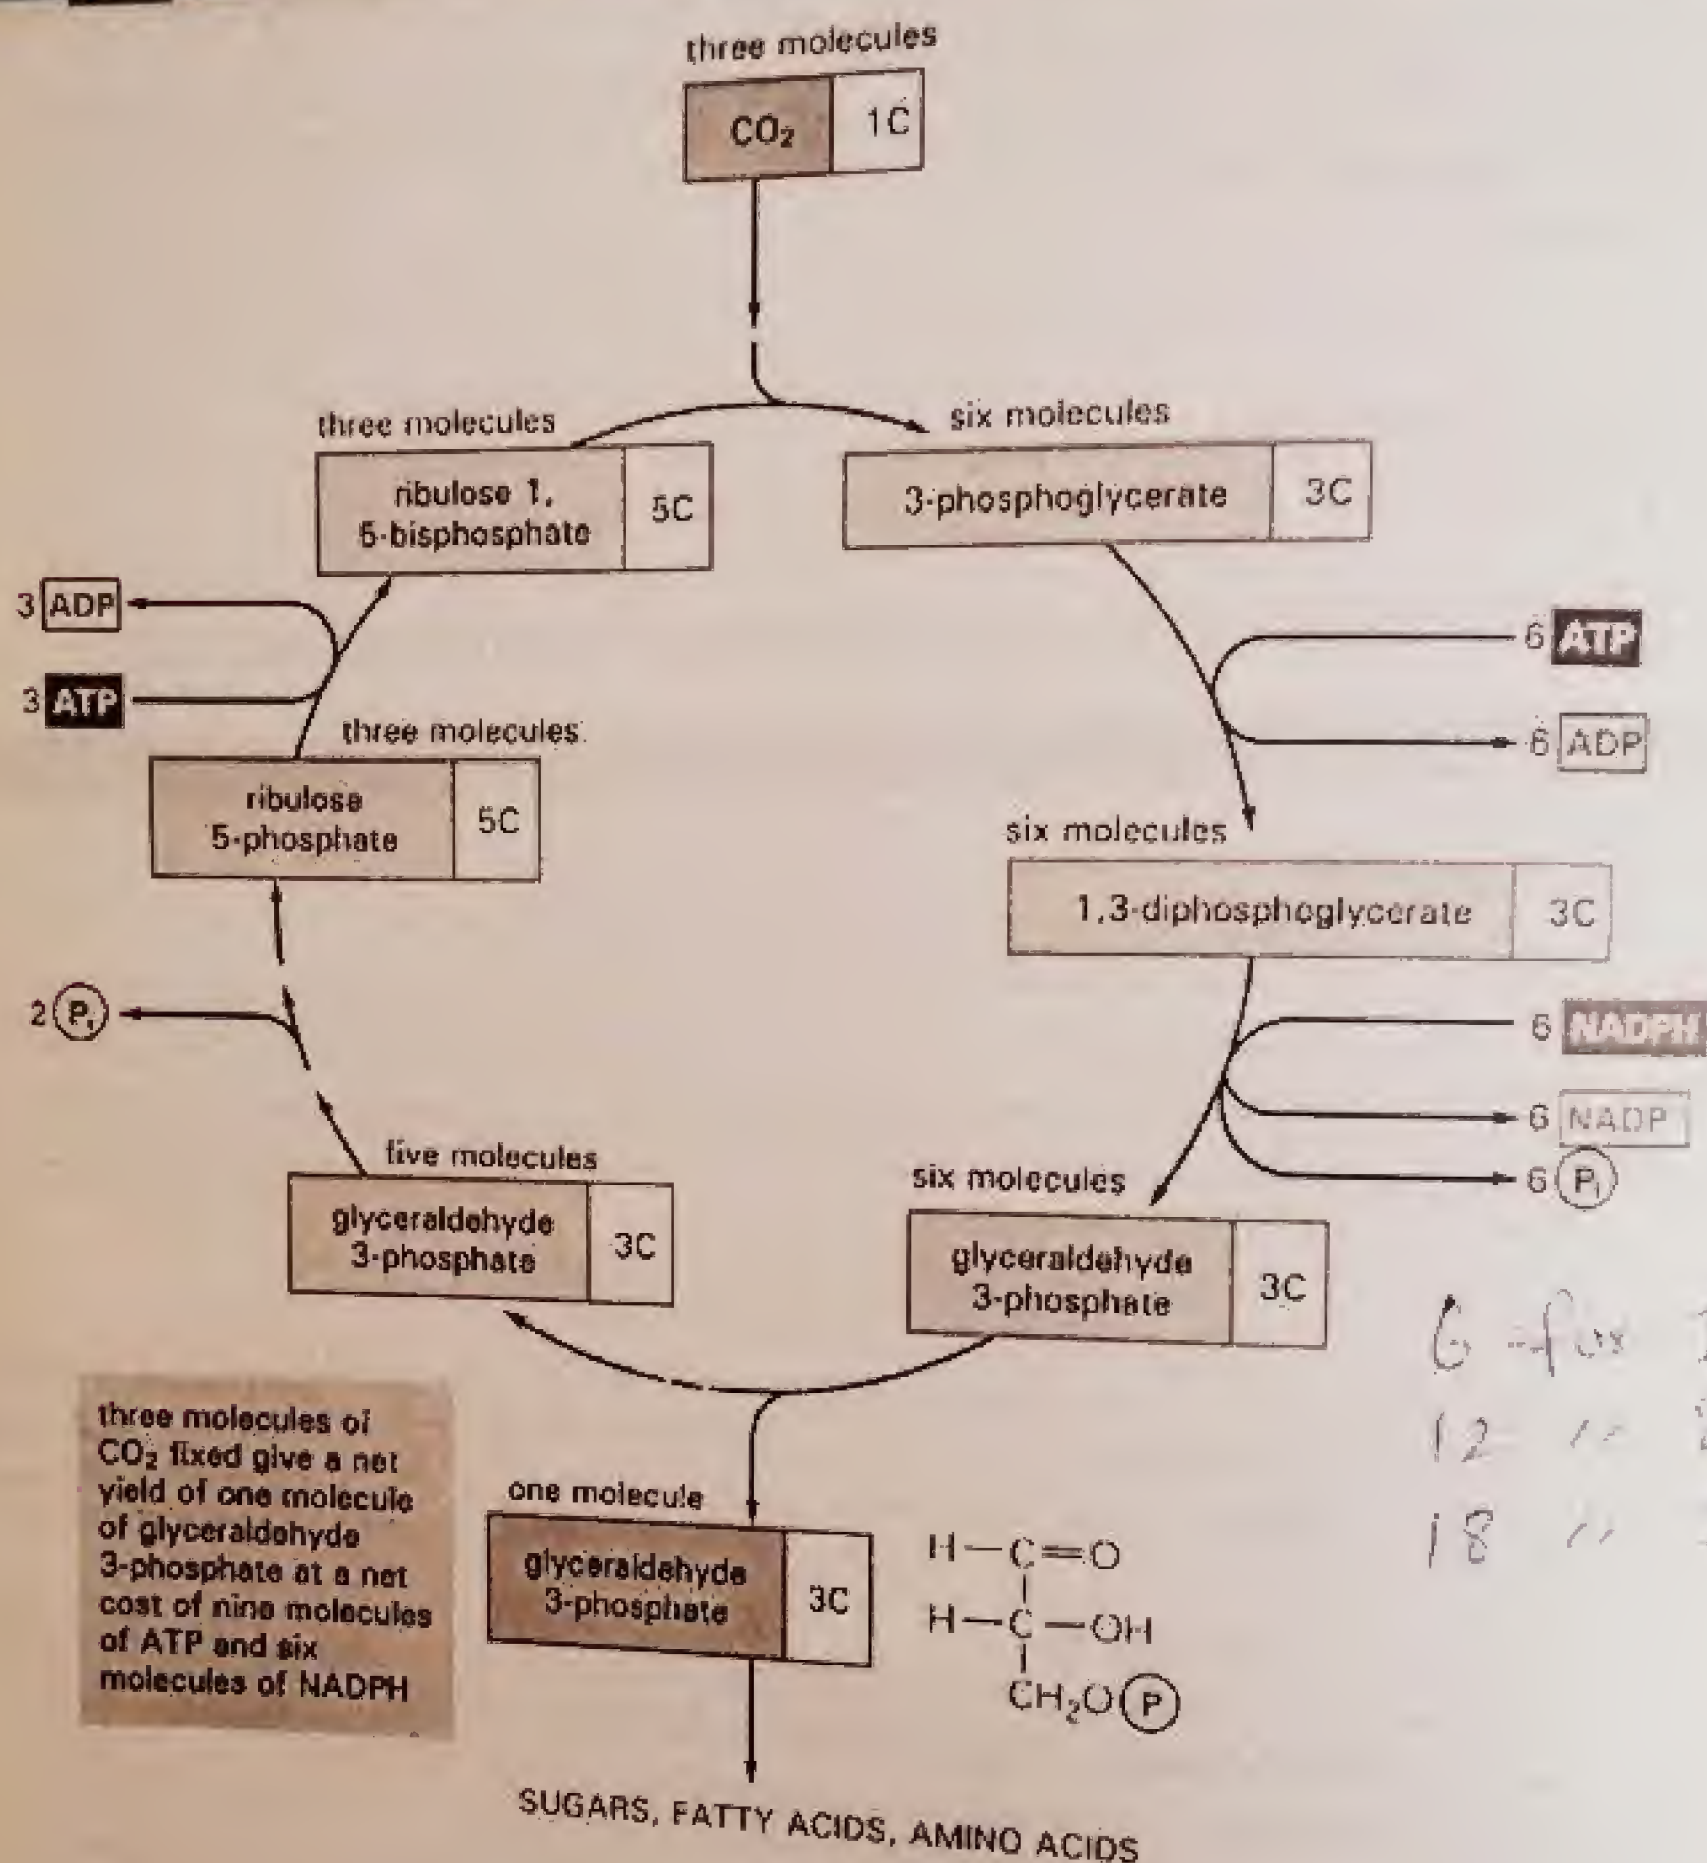 three molecules
CO₂ 1C
three molecules
ribulose 1,
5-bisphosphate 5C
six molecules
3-phosphoglycerate 3C
3 ADP
3 ATP
6 ATP
6 ADP
three molecules
ribulose
5-phosphate 5C
six molecules
1,3-diphosphoglycerate 3C
2 Pi
6 NADPH
6 NADP
6 Pi
five molecules
glyceraldehyde
3-phosphate 3C
six molecules
glyceraldehyde
3-phosphate 3C
6
12
18
three molecules of
CO₂ fixed give a net
yield of one molecule
of glyceraldehyde
3-phosphate at a net
cost of nine molecules
of ATP and six
molecules of NADPH
one molecule
glyceraldehyde
3-phosphate 3C
H—C=O
H—C—OH
CH₂O P
SUGARS, FATTY ACIDS, AMINO ACIDS